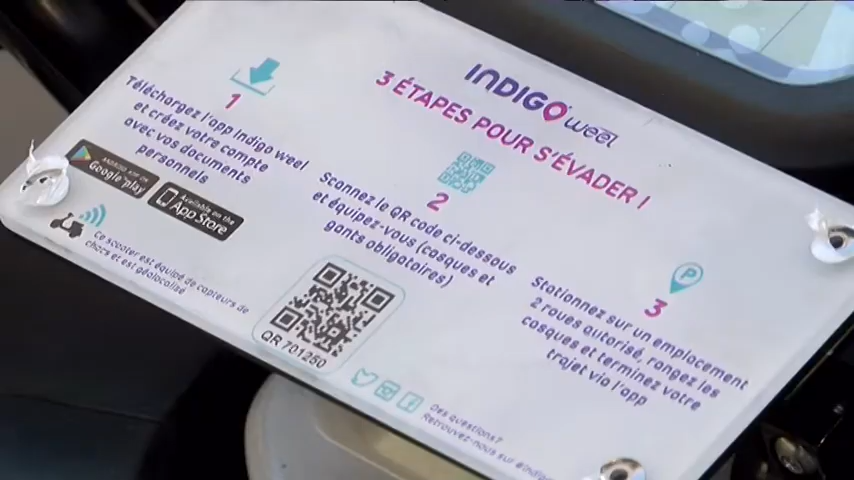 INDIGO weel
3 ÉTAPES POUR S'ÉVADER !
1
Téléchargez l'app Indigo weel
et créez votre compte
avec vos documents
personnels
ANDROID APP ON
Google play
Available on the
App Store
Ce scooter est équipé de capteurs de
chocs et est géolocalisé
2
Scannez le QR code ci-dessous
et équipez-vous (casques et
gants obligatoires)
QR 701250
P
3
Stationnez sur un emplacement
2 roues autorisé, rangez les
casques et terminez votre
trajet via l'app
Des questions?
Retrouvez-nous sur